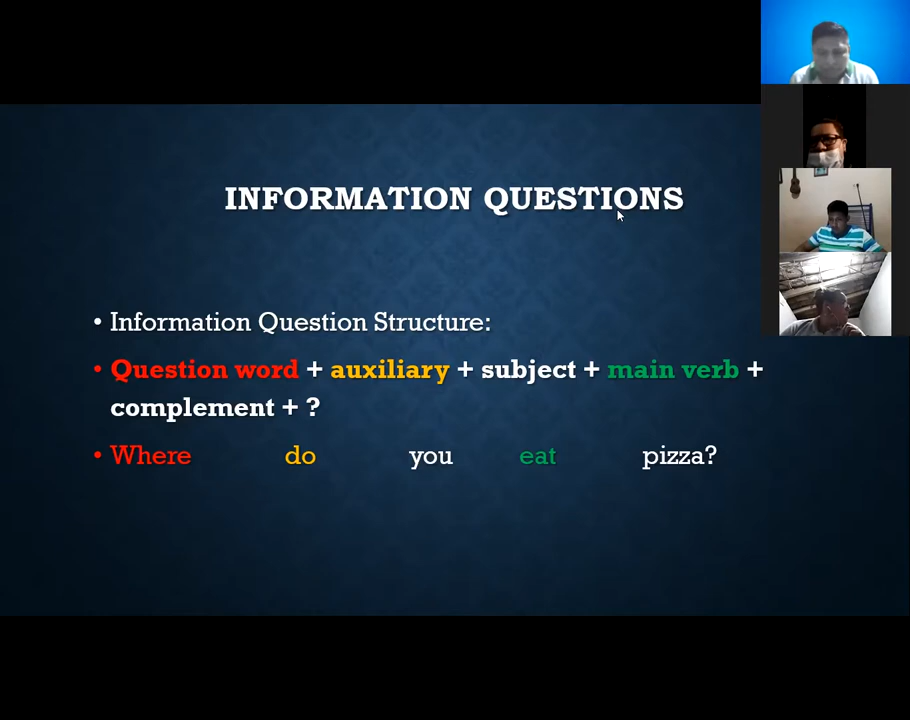 INFORMATION QUESTIONS
• Information Question Structure:
• Question word + auxiliary + subject + main verb +
complement + ?
• Where do you eat pizza?